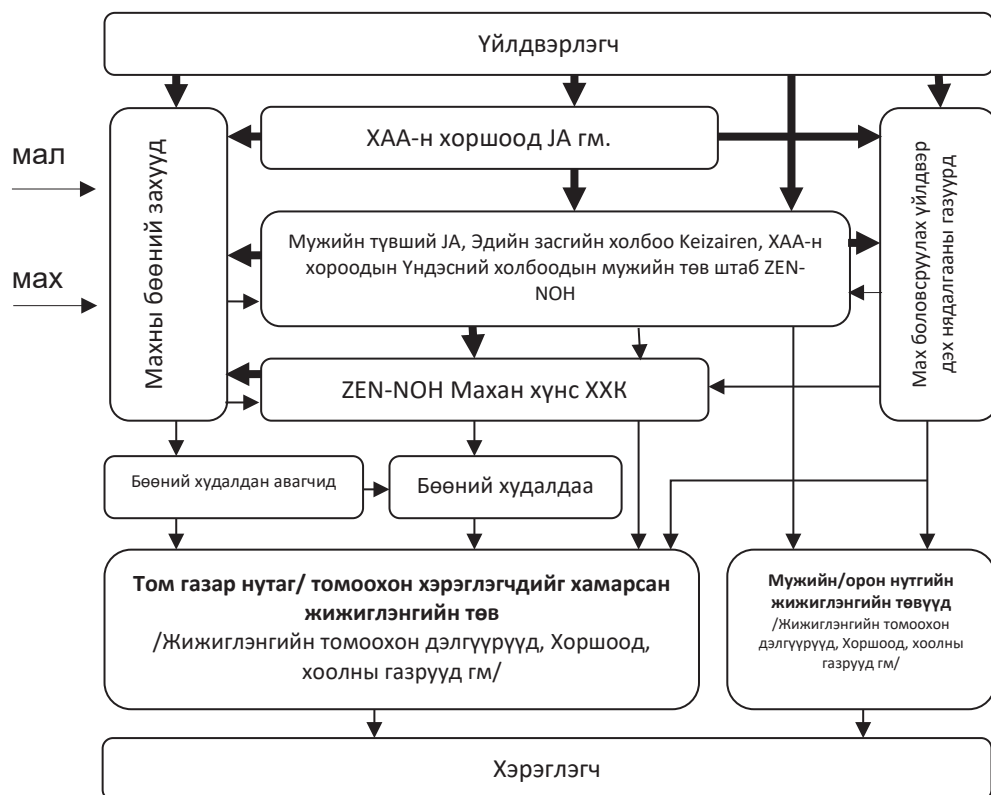 Үйлдвэрлэгч
мал
мах
Махны бөөний захууд
ХАА-н хоршоод JA гм.
Мужийн түвший JA, Эдийн засгийн холбоо Keizairen, ХАА-н
хороодын Үндэсний холбоодын мужийн төв штаб ZEN-
NOH
ZEN-NOH Махан хүнс ХХК
Мах боловсруулах үйлдвэр
дэх нядалгааны газуурд
Бөөний худалдан авагчид
Бөөний худалдаа
Том газар нутаг/ томоохон хэрэглэгчдийг хамарсан
жижиглэнгийн төв
/Жижиглэнгийн томоохон дэлгүүрүүд, Хоршоод,
хоолны газрууд гм/
Мужийн/орон нутгийн
жижиглэнгийн төвүүд
/Жижиглэнгийн томоохон
дэлгүүрүүд, Хоршоод, хоолны
газрууд гм/
Хэрэглэгч